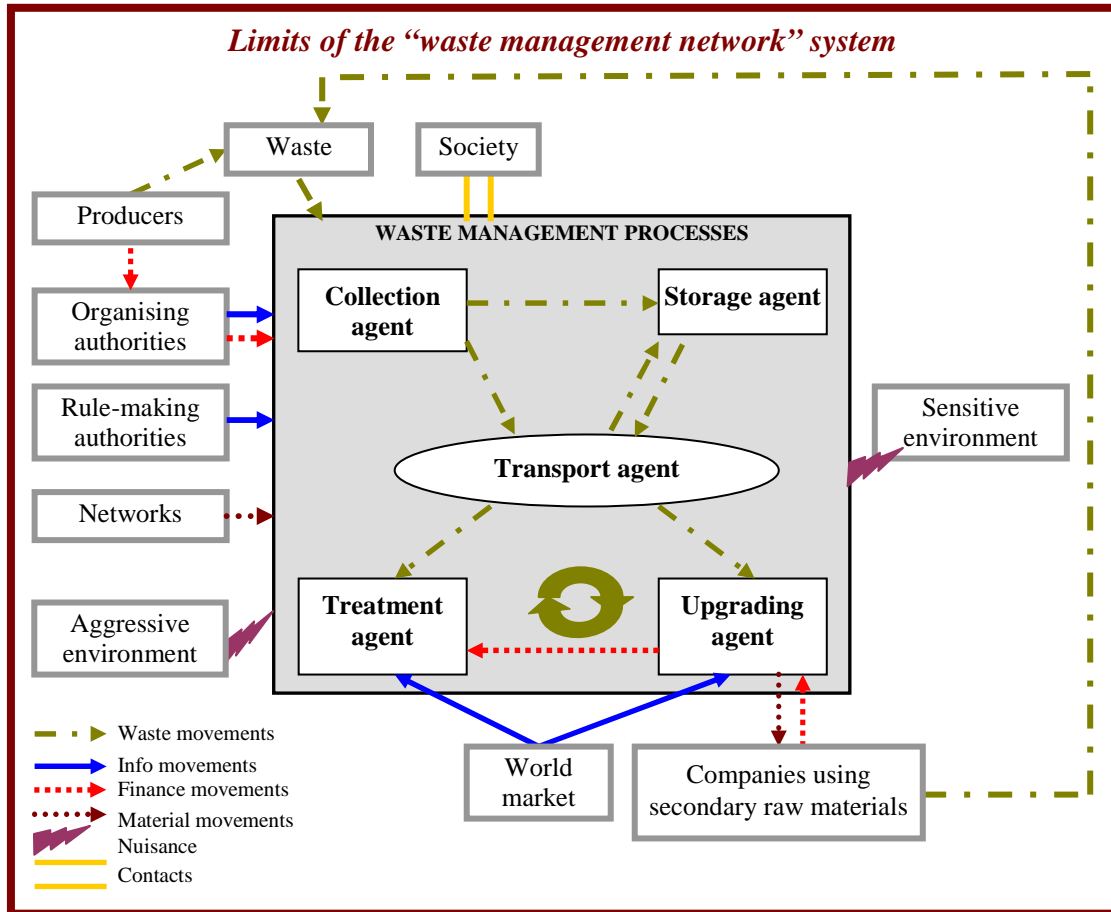 Limits of the “waste management network” system
Waste
Society
Producers
WASTE MANAGEMENT PROCESSES
Organising
authorities
Collection
agent
Storage agent
Rule-making
authorities
Sensitive
environment
Transport agent
Networks
Aggressive
environment
Treatment
agent
Upgrading
agent
Waste movements
Info movements
Finance movements
Material movements
Nuisance
Contacts
World
market
Companies using
secondary raw materials